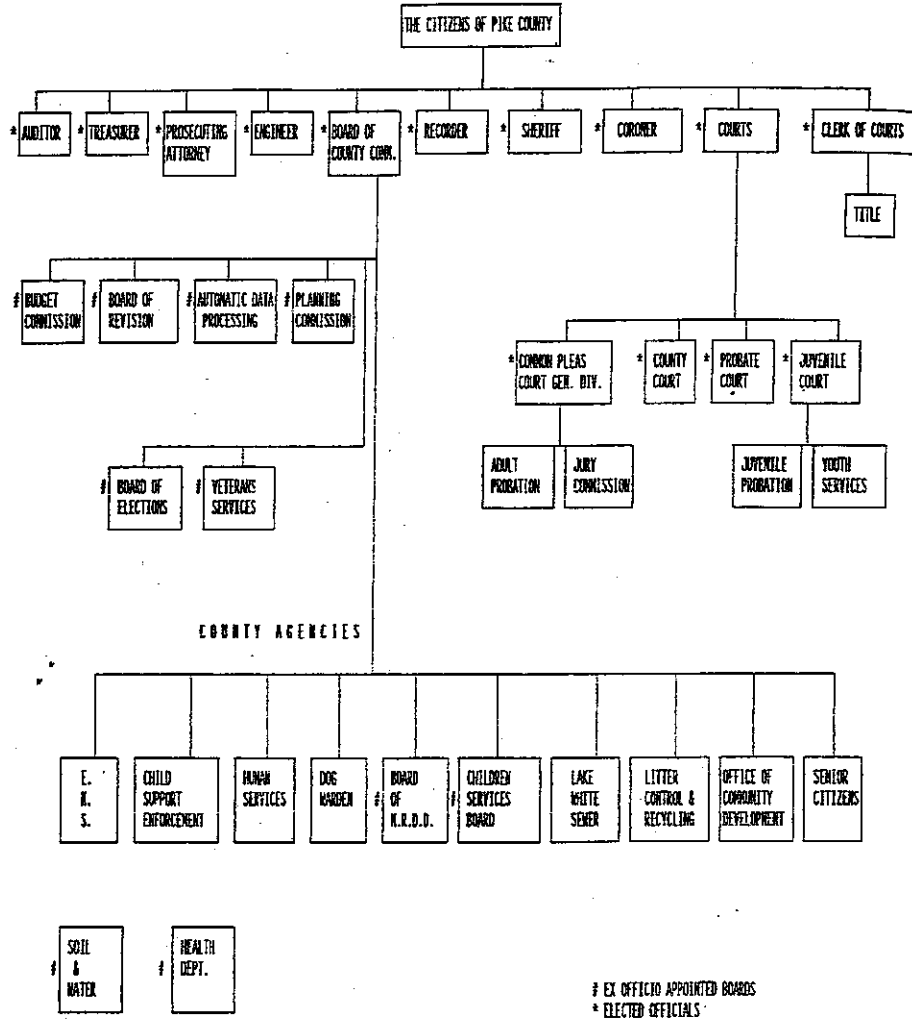 THE CITIZENS OF PIKE COUNTY
* AUDITOR
* TREASURER
* PROSECUTING
ATTORNEY
* ENGINEER
* BOARD OF
COUNTY COMM.
* RECORDER
* SHERIFF
* CORONER
* COURTS
* CLERK OF COURTS
TITLE
# BUDGET
COMMISSION
# BOARD OF
REVISION
# AUTOMATIC DATA
PROCESSING
# PLANNING
COMMISSION
* COMMON PLEAS
COURT GEN. DIV.
* COUNTY
COURT
* PROBATE
COURT
* JUVENILE
COURT
ADULT
PROBATION
JURY
COMMISSION
JUVENILE
PROBATION
YOUTH
SERVICES
# BOARD OF
ELECTIONS
# VETERANS
SERVICES
COUNTY AGENCIES
E.
M.
S.
CHILD
SUPPORT
ENFORCEMENT
HUMAN
SERVICES
DOG
WARDEN
# BOARD
OF
M.R.D.D.
# CHILDREN
SERVICES
BOARD
LAKE
WHITE
SEWER
LITTER
CONTROL &
RECYCLING
OFFICE OF
COMMUNITY
DEVELOPMENT
SENIOR
CITIZENS
# SOIL
&
WATER
# HEALTH
DEPT.
# EX OFFICIO APPOINTED BOARDS
* ELECTED OFFICIALS